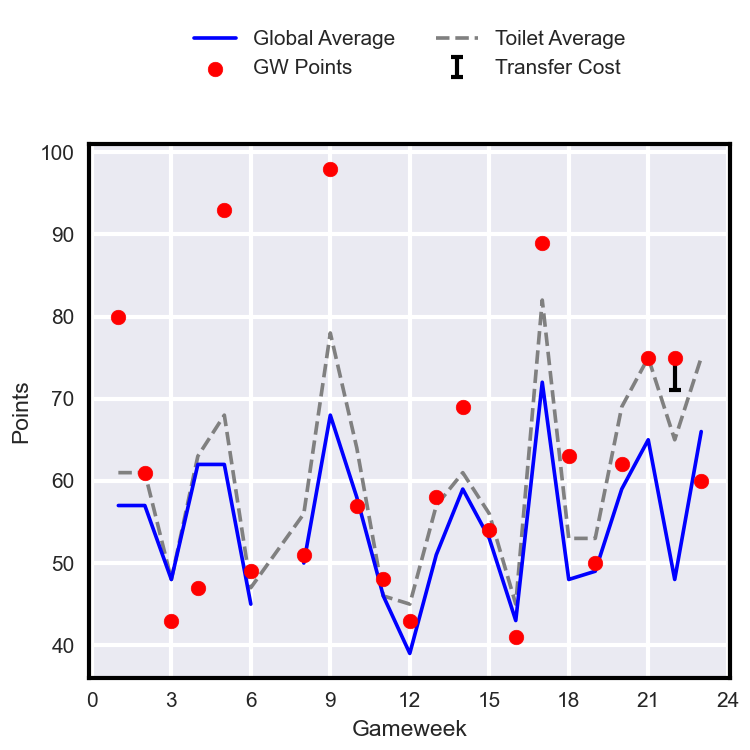 Global Average
Toilet Average
GW Points
Transfer Cost
100
90
80
70
60
50
40
Points
0 3 6 9 12 15 18 21 24
Gameweek